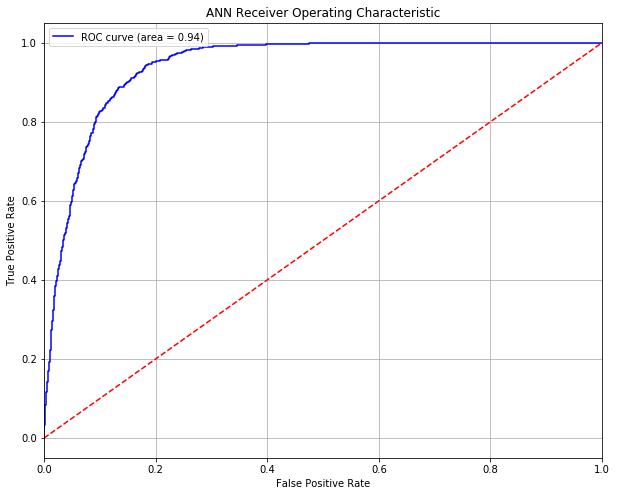 ANN Receiver Operating Characteristic
ROC curve (area = 0.94)
True Positive Rate
1.0
0.8
0.6
0.4
0.2
0.0
0.0 0.2 0.4 0.6 0.8 1.0
False Positive Rate